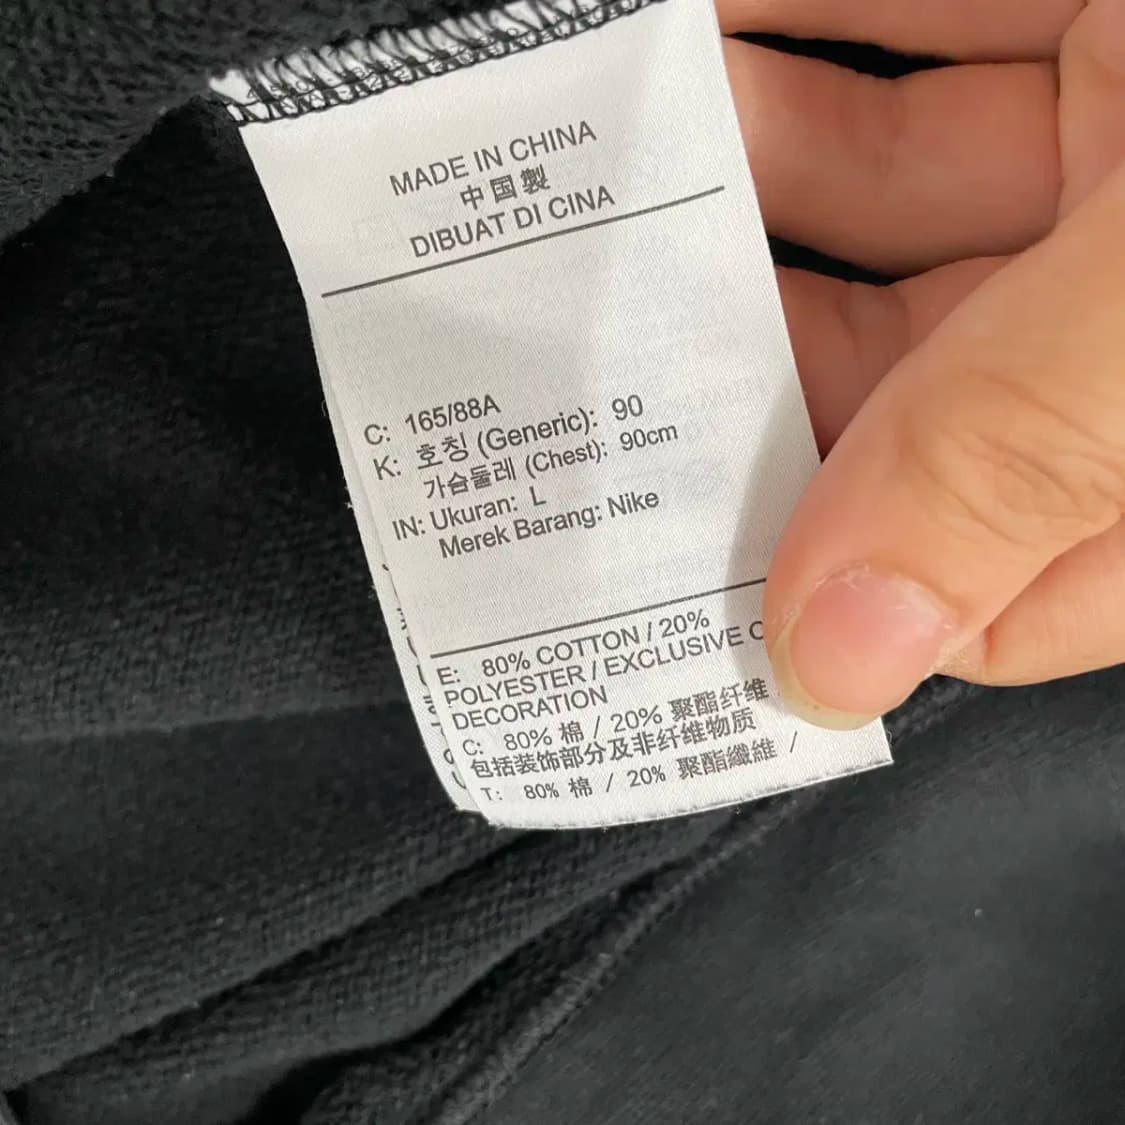 MADE IN CHINA
中国製
DIBUAT DI CINA
C: 165/88A
K: 호칭 (Generic): 90
가슴둘레 (Chest): 90cm
IN: Ukuran: L
Merek Barang: Nike
E: 80% COTTON / 20%
POLYESTER / EXCLUSIVE
DECORATION
C: 80% 棉 / 20% 聚酯纤维
包括装饰部分及非纤维物质
T: 80% 棉 / 20% 聚酯纖維 /